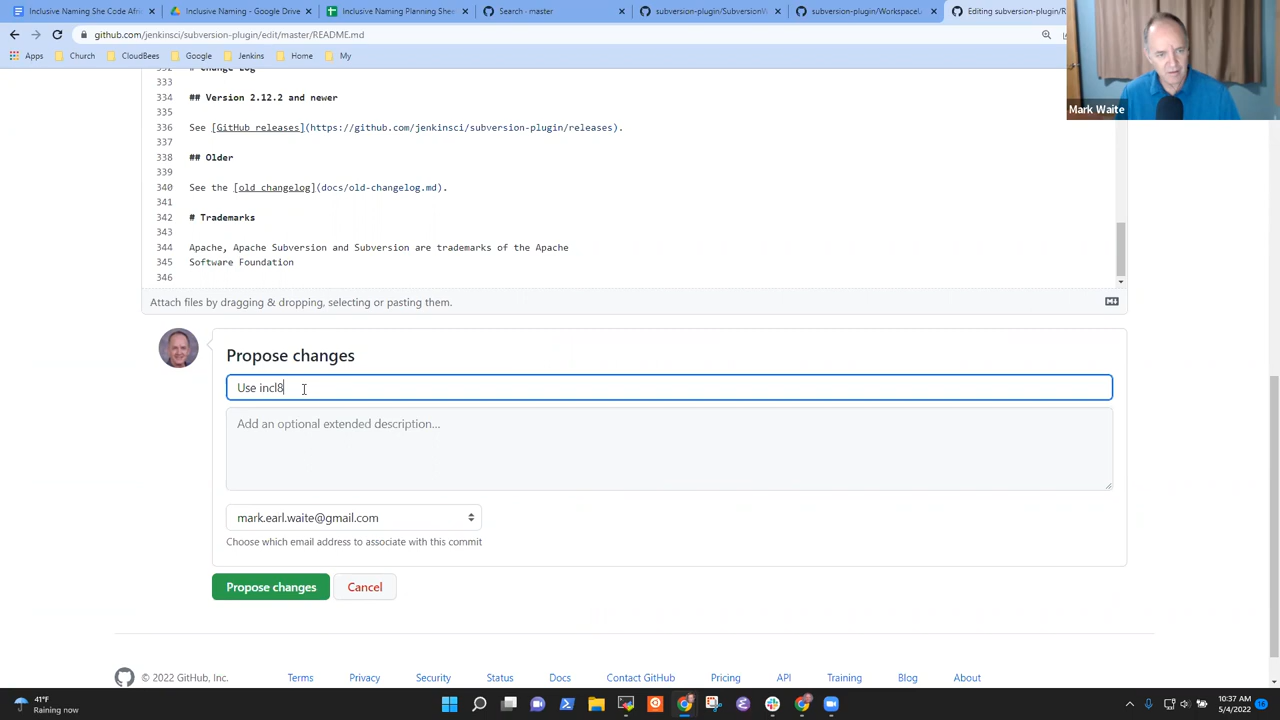 Inclusive Naming She Code Afr
Inclusive Naming - Google Drive
Inclusive Naming Planning Shee
Search - master
subversion-plugin/SubversionW
subversion-plugin/WorkspaceL
Editing subversion-plugin/R
github.com/jenkinsci/subversion-plugin/edit/master/README.md
Apps
Church
CloudBees
Google
Jenkins
Home
My
Mark Waite
332 # Change Log
333
334 ## Version 2.12.2 and newer
335
336 See [GitHub releases](https://github.com/jenkinsci/subversion-plugin/releases).
337
338 ## Older
339
340 See the [old changelog](docs/old-changelog.md).
341
342 # Trademarks
343
344 Apache, Apache Subversion and Subversion are trademarks of the Apache
345 Software Foundation
346
Attach files by dragging & dropping, selecting or pasting them.
Propose changes
Use incl8
Add an optional extended description...
mark.earl.waite@gmail.com
Choose which email address to associate with this commit
Propose changes
Cancel
© 2022 GitHub, Inc.
Terms
Privacy
Security
Status
Docs
Contact GitHub
Pricing
API
Training
Blog
About
41°F
Raining now
10:37 AM
5/4/2022